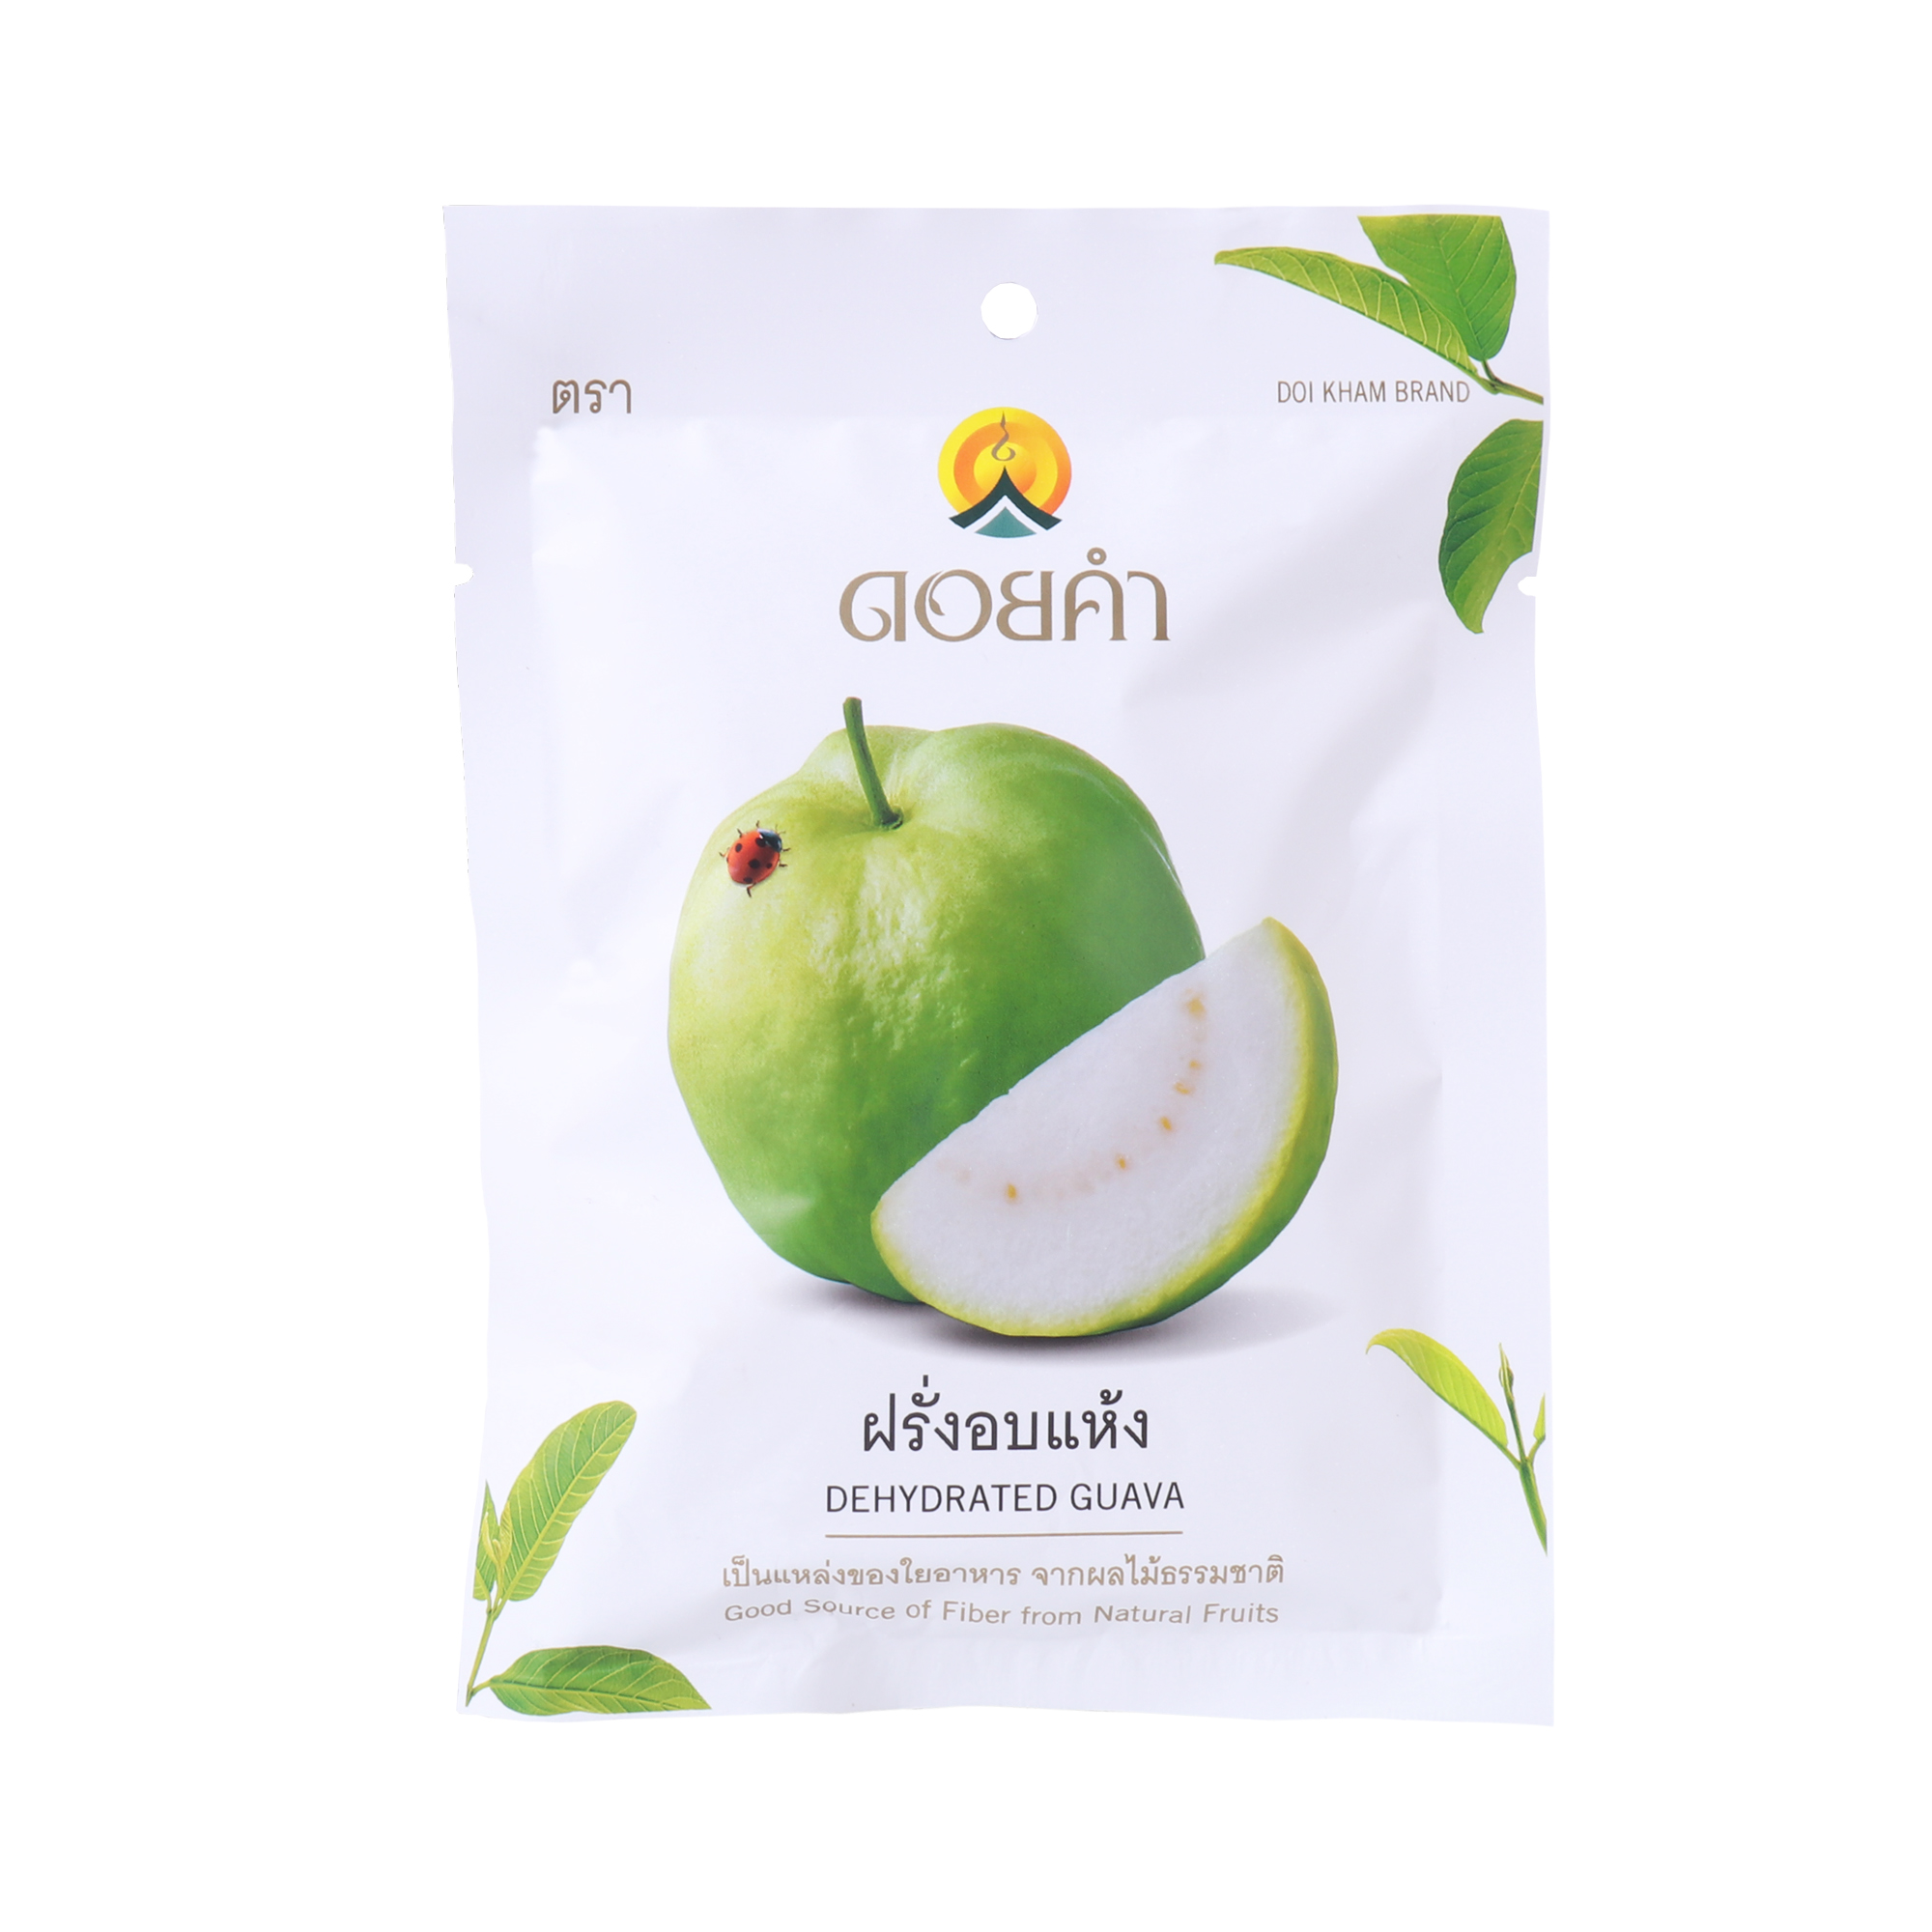 ตรา
DOI KHAM BRAND
ดอยคำ
ฝรั่งอบแห้ง
DEHYDRATED GUAVA
เป็นแหล่งของใยอาหาร จากผลไม้ธรรมชาติ
Good Source of Fiber from Natural Fruits